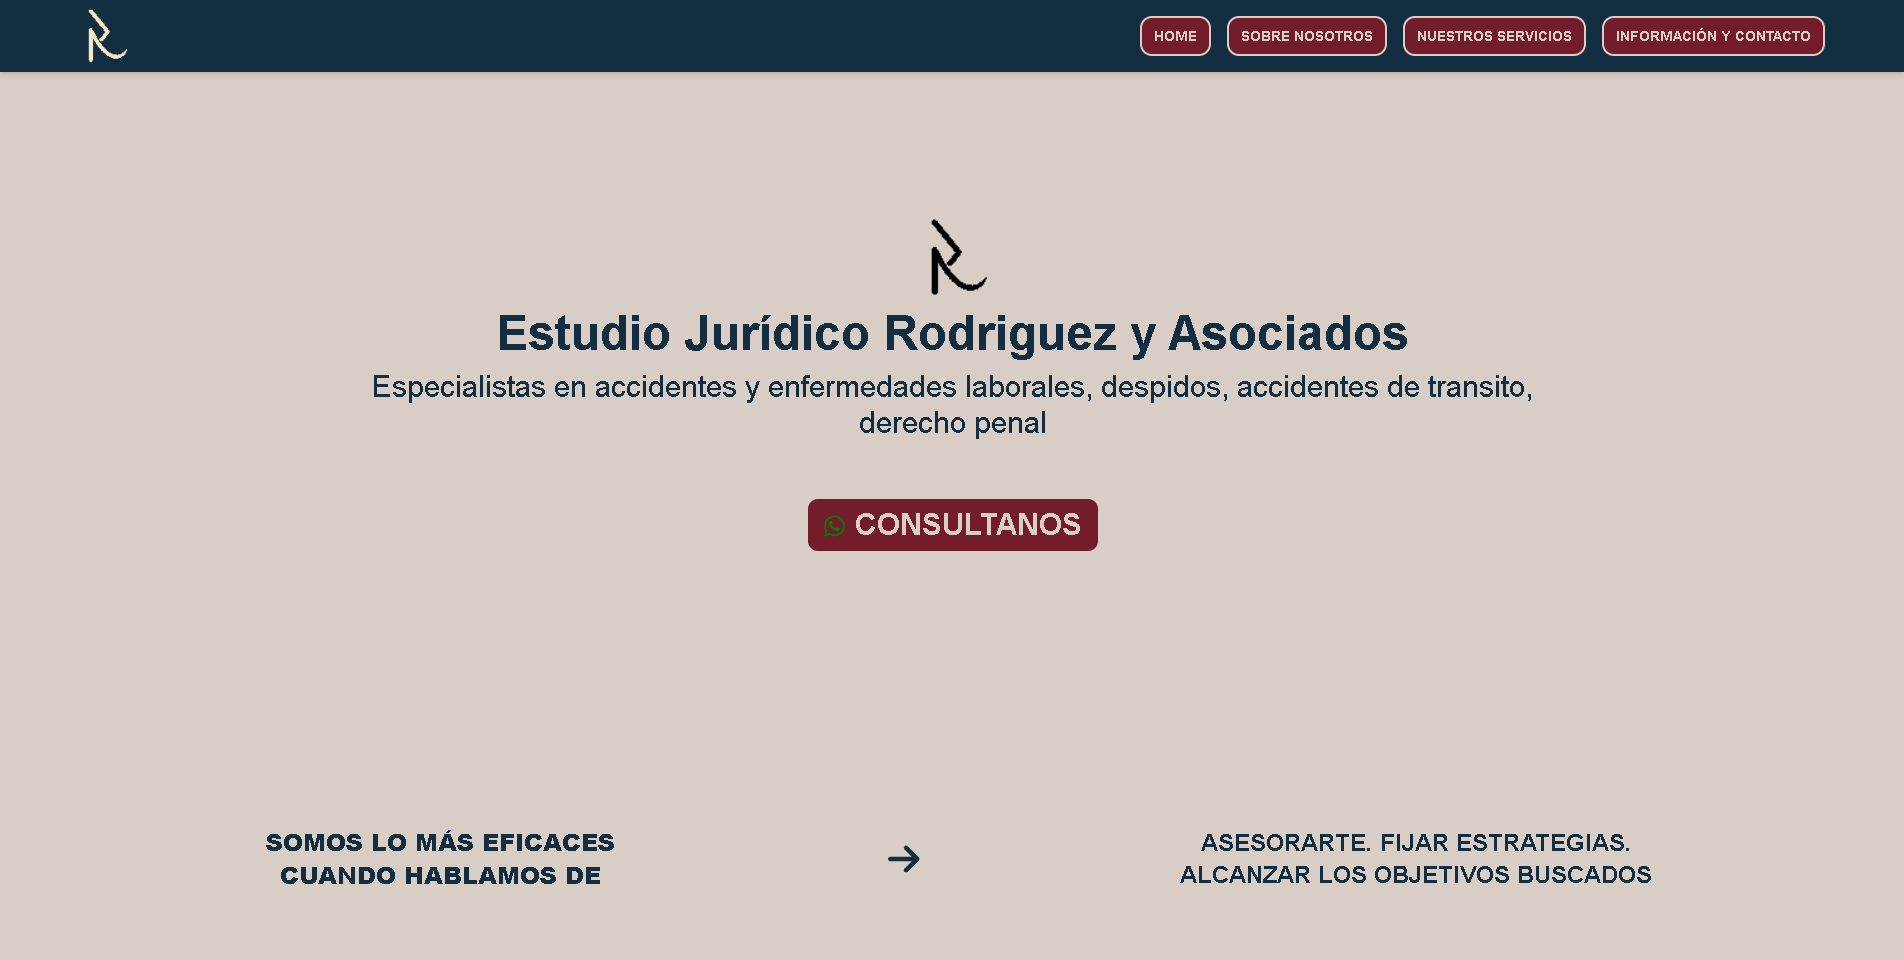 HOME
SOBRE NOSOTROS
NUESTROS SERVICIOS
INFORMACIÓN Y CONTACTO
Estudio Jurídico Rodriguez y Asociados
Especialistas en accidentes y enfermedades laborales, despidos, accidentes de transito,
derecho penal
CONSULTANOS
SOMOS LO MÁS EFICACES
CUANDO HABLAMOS DE
ASESORARTE. FIJAR ESTRATEGIAS.
ALCANZAR LOS OBJETIVOS BUSCADOS